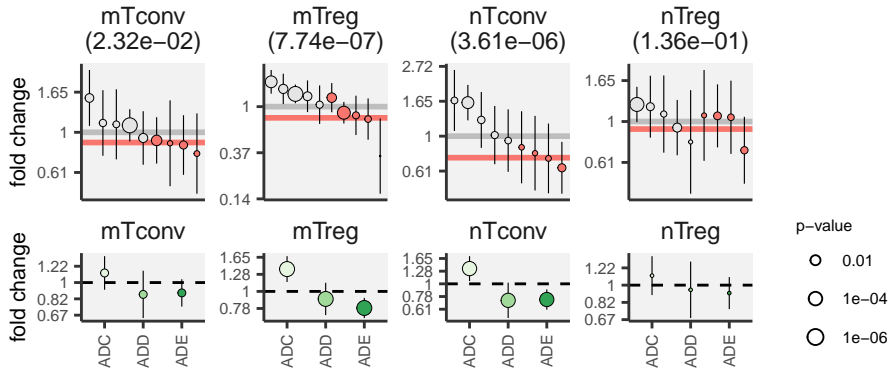 mTconv
(2.32e−02)
mTreg
(7.74e−07)
nTconv
(3.61e−06)
nTreg
(1.36e−01)
fold change
1.65
1
0.61
1
0.37
0.14
2.72
1.65
1
0.61
1.65
1
0.61
mTconv
mTreg
nTconv
nTreg
fold change
1.22
1
0.82
0.67
1.65
1.28
1
0.78
1.65
1.28
1
0.78
0.61
1.22
1
0.82
0.67
ADC
ADD
ADE
ADC
ADD
ADE
ADC
ADD
ADE
ADC
ADD
ADE
p−value
0.01
1e−04
1e−06